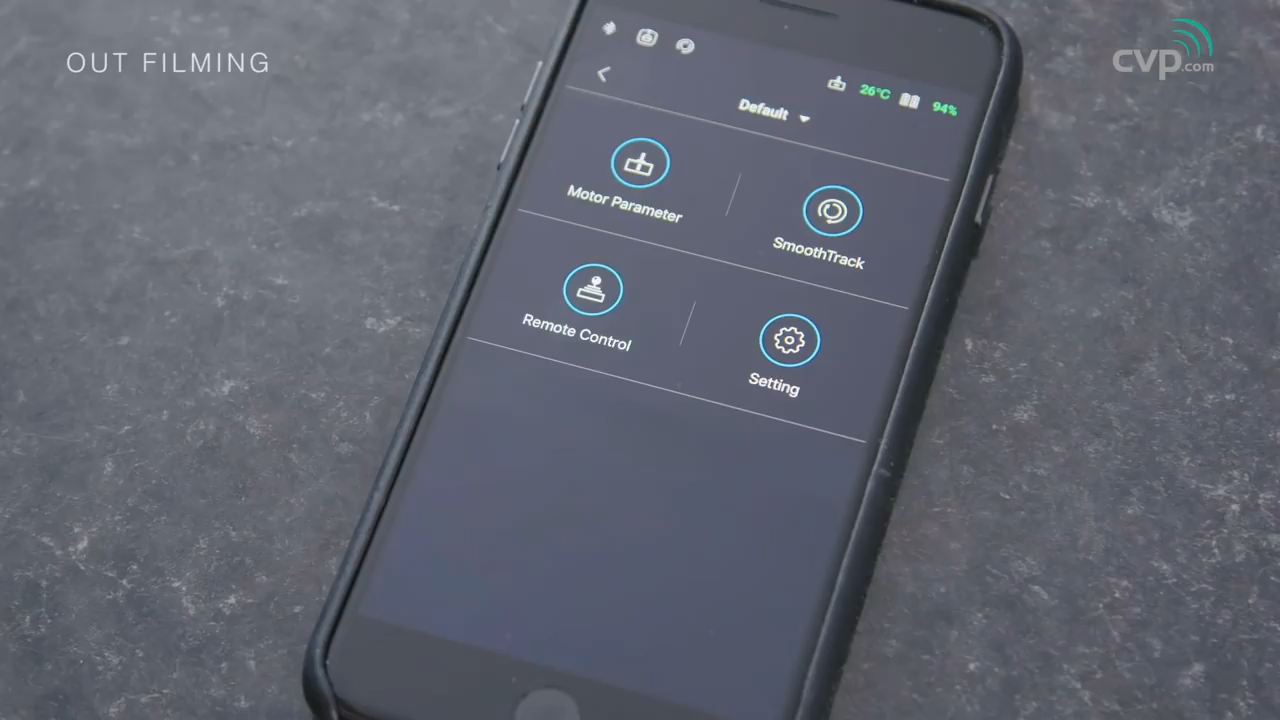 OUT FILMING
cvp.com
26°C 94%
Default
Motor Parameter
SmoothTrack
Remote Control
Setting